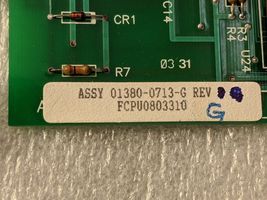 CR1
C14
R3
R4
U24
R7
03 31
A
ASSY 01380-0713-G REV
FCPU0803310
G